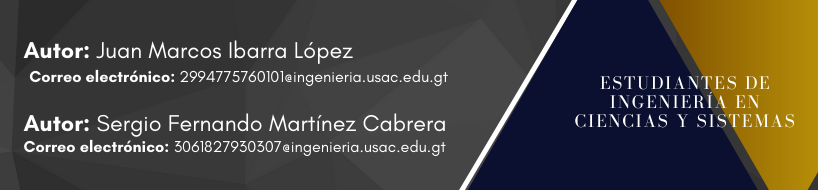 Autor: Juan Marcos Ibarra López
Correo electrónico: 2994775760101@ingenieria.usac.edu.gt
Autor: Sergio Fernando Martínez Cabrera
Correo electrónico: 3061827930307@ingenieria.usac.edu.gt
ESTUDIANTES DE
INGENIERÍA EN
CIENCIAS Y SISTEMAS